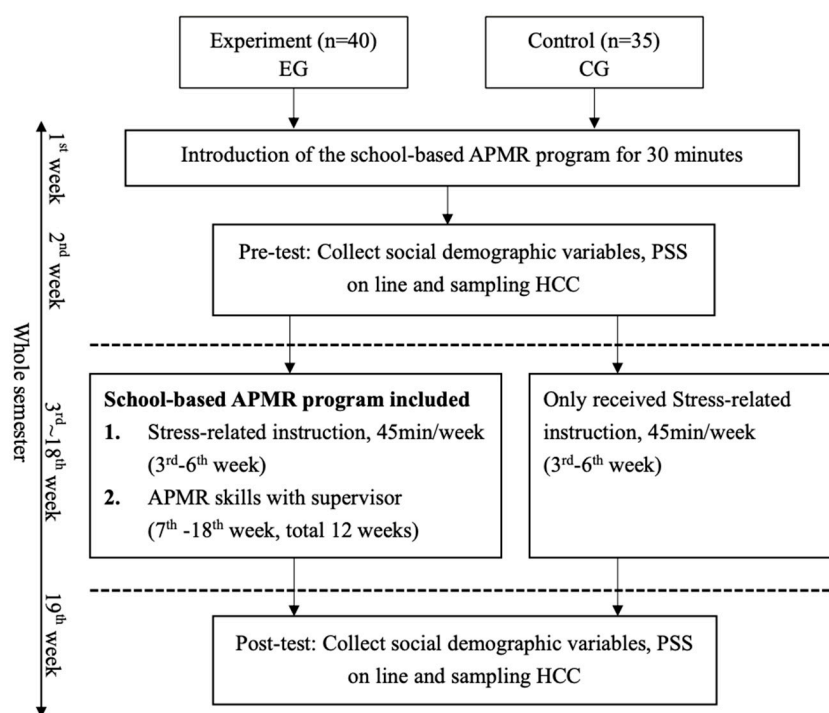 Experiment (n=40)
EG
Control (n=35)
CG
Whole semester
1st week
Introduction of the school-based APMR program for 30 minutes
2nd week
Pre-test: Collect social demographic variables, PSS
on line and sampling HCC
3rd~18th week
School-based APMR program included
1. Stress-related instruction, 45min/week
(3rd-6th week)
2. APMR skills with supervisor
(7th -18th week, total 12 weeks)
Only received Stress-related
instruction, 45min/week
(3rd-6th week)
19th week
Post-test: Collect social demographic variables, PSS
on line and sampling HCC